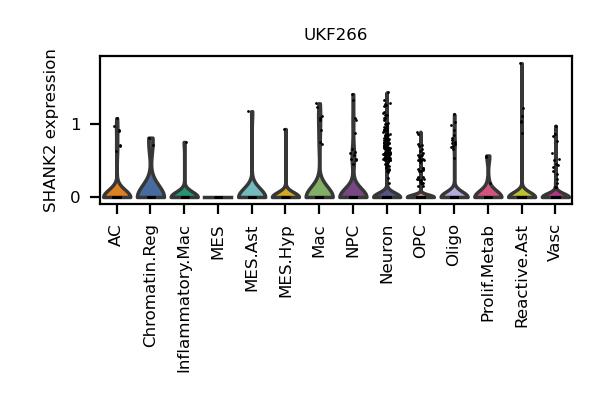 UKF266
SHANK2 expression
1
0
AC
Chromatin.Reg
Inflammatory.Mac
MES
MES.Ast
MES.Hyp
Mac
NPC
Neuron
OPC
Oligo
Prolif.Metab
Reactive.Ast
Vasc